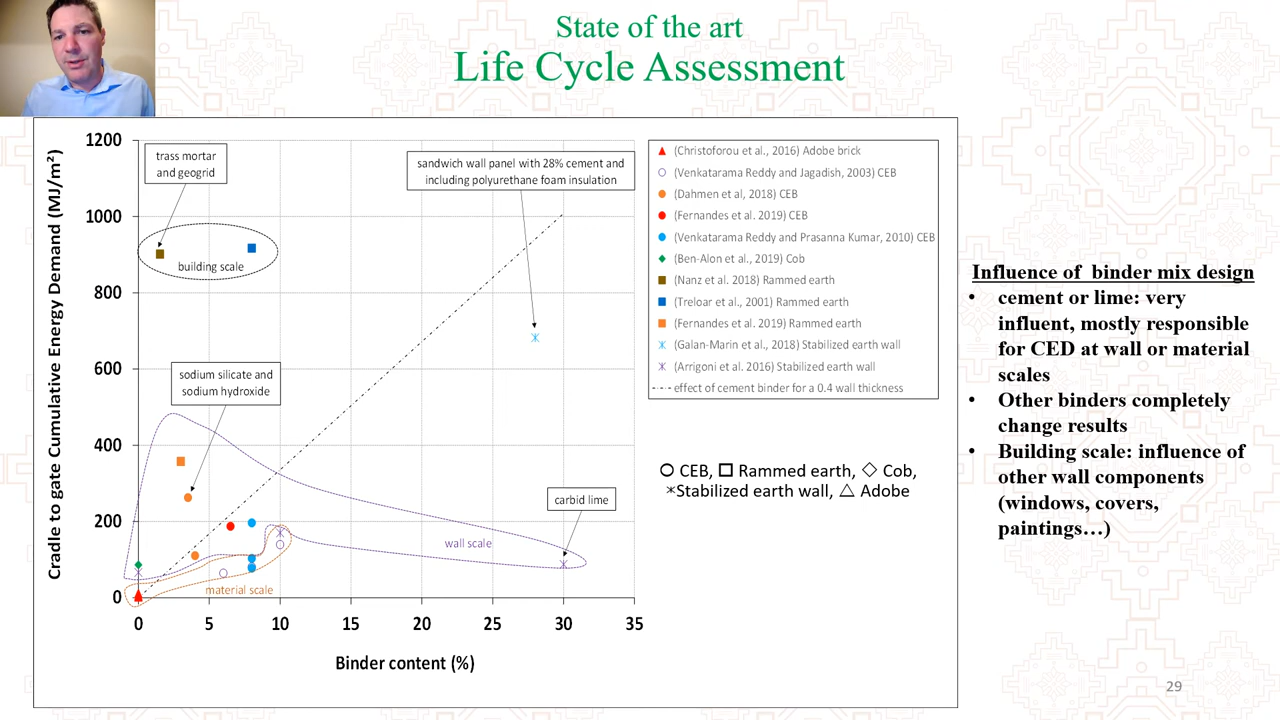 State of the art
Life Cycle Assessment
Cradle to gate Cumulative Energy Demand (MJ/m²)
1200
1000
800
600
400
200
0
0 5 10 15 20 25 30 35
Binder content (%)
trass mortar
and geogrid
building scale
sandwich wall panel with 28% cement and
including polyurethane foam insulation
sodium silicate and
sodium hydroxide
carbid lime
wall scale
material scale
(Christoforou et al., 2016) Adobe brick
(Venkatarama Reddy and Jagadish, 2003) CEB
(Dahmen et al, 2018) CEB
(Fernandes et al. 2019) CEB
(Venkatarama Reddy and Prasanna Kumar, 2010) CEB
(Ben-Alon et al., 2019) Cob
(Nanz et al. 2018) Rammed earth
(Treloar et al., 2001) Rammed earth
(Fernandes et al. 2019) Rammed earth
(Galan-Marin et al., 2018) Stabilized earth wall
(Arrigoni et al. 2016) Stabilized earth wall
effect of cement binder for a 0.4 wall thickness
CEB, Rammed earth, Cob,
Stabilized earth wall, Adobe
Influence of binder mix design
• cement or lime: very
influent, mostly responsible
for CED at wall or material
scales
• Other binders completely
change results
• Building scale: influence of
other wall components
(windows, covers,
paintings…)
29